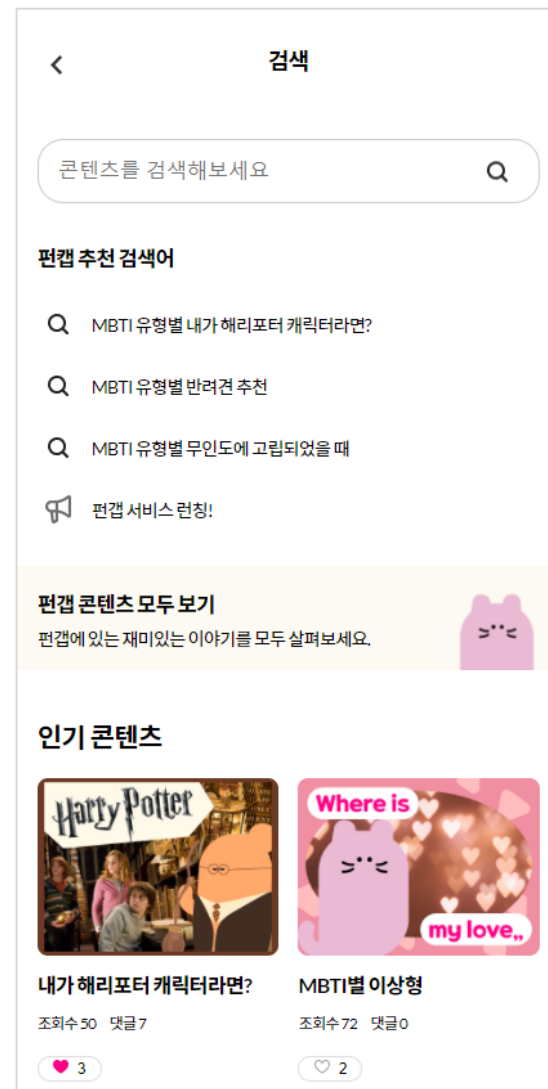 검색
콘텐츠를 검색해보세요
펀캡 추천 검색어
MBTI 유형별 내가 해리포터 캐릭터라면?
MBTI 유형별 반려견 추천
MBTI 유형별 무인도에 고립되었을 때
펀갭 서비스 런칭!
펀갭 콘텐츠 모두 보기
펀갭에 있는 재미있는 이야기를 모두 살펴보세요.
인기 콘텐츠
Harry Potter
Where is
my love,,
내가 해리포터 캐릭터라면?
MBTI별 이상형
조회수 50 댓글 7
조회수 72 댓글 0
3
2